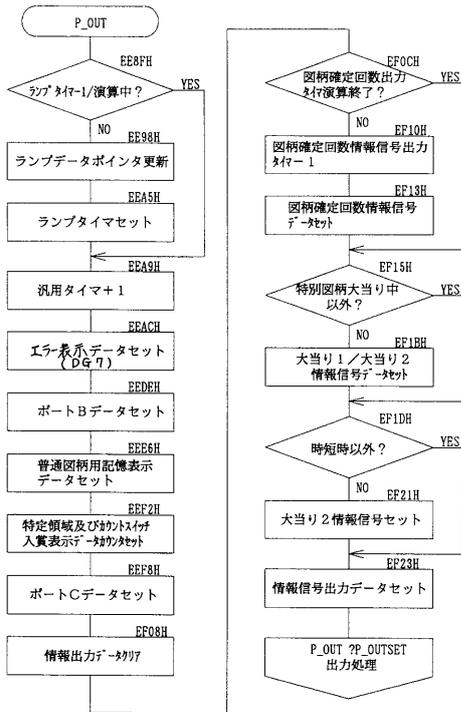 P_OUT
EE8FH
ランプタイマー1/演算中?
YES
NO
EE98H
ランプデータポインタ更新
EEA5H
ランプタイマセット
EEA9H
汎用タイマ+1
EEACH
エラー表示データセット
(DG7)
EEDEH
ポートBデータセット
EEE6H
普通図柄用記憶表示
データセット
EEF2H
特定領域及びカウントスイッチ
入賞表示データカウンタセット
EEF8H
ポートCデータセット
EF08H
情報出力データクリア
EF0CH
図柄確定回数出力
タイマ演算終了?
YES
NO
EF10H
図柄確定回数情報信号出力
タイマー1
EF13H
図柄確定回数情報信号
データセット
EF15H
特別図柄大当り中
以外?
YES
NO
EF1BH
大当り1/大当り2
情報信号データセット
EF1DH
時短時以外?
YES
NO
EF21H
大当り2情報信号セット
EF23H
情報信号出力データセット
P_OUT ?P_OUTSET
出力処理